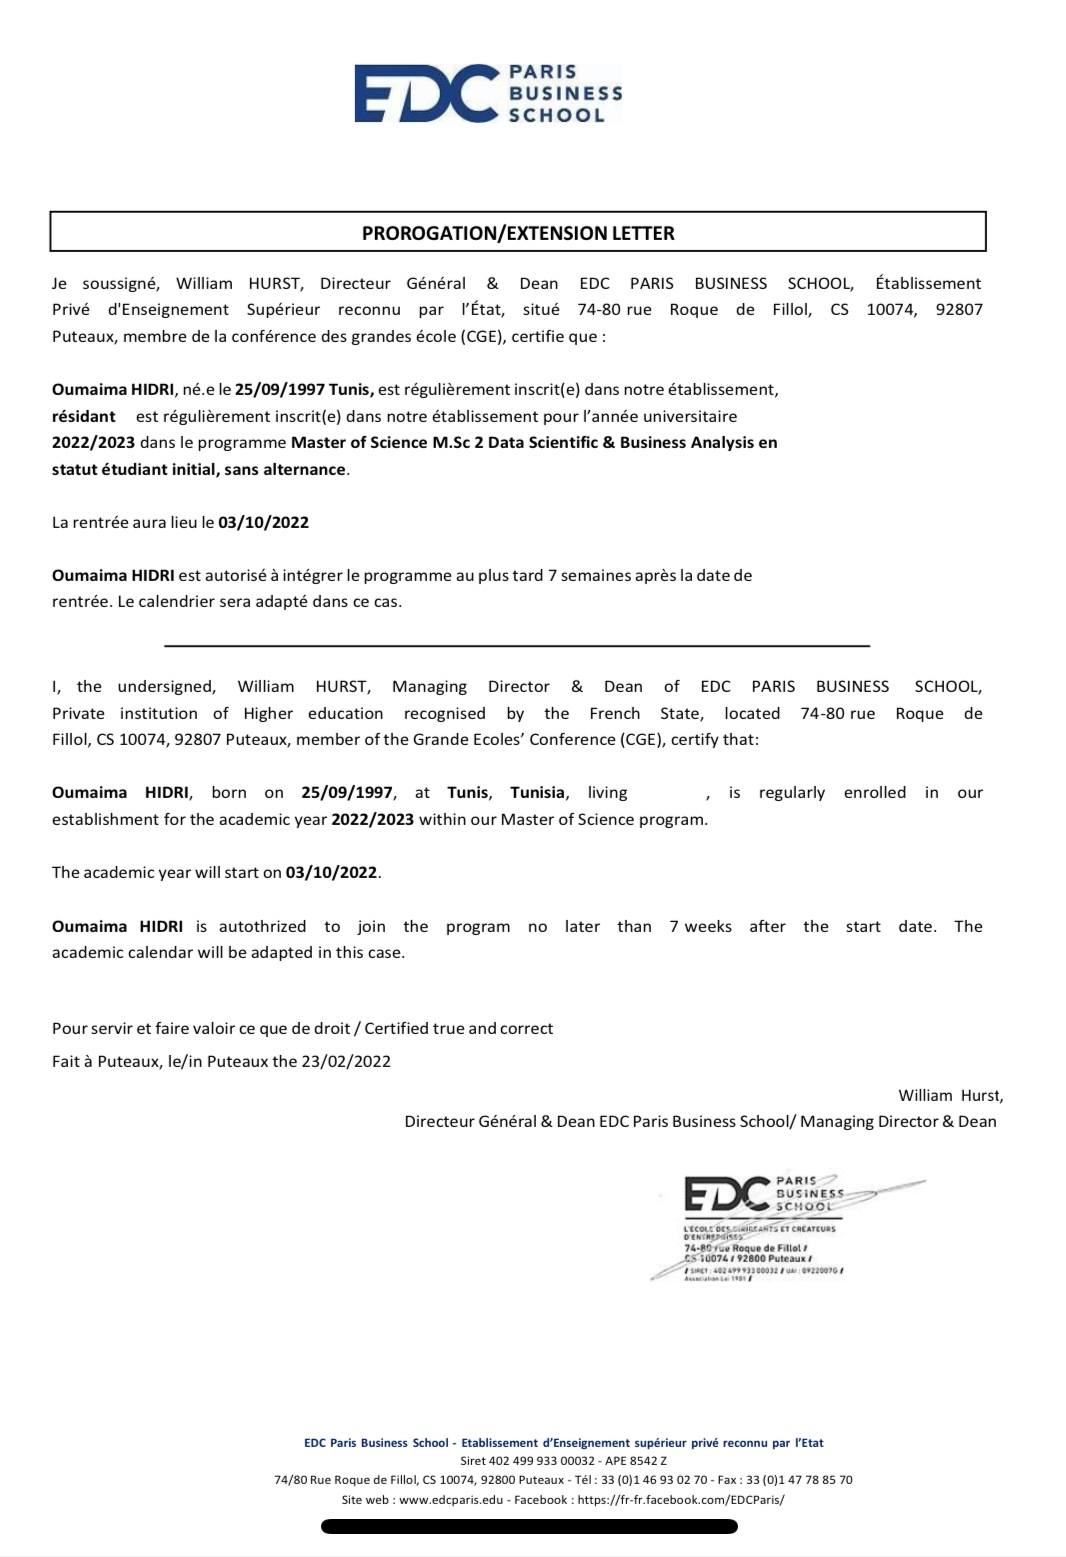 EDC PARIS
BUSINESS
SCHOOL
PROROGATION/EXTENSION LETTER
Je soussigné, William HURST, Directeur Général & Dean EDC PARIS BUSINESS SCHOOL, Établissement
Privé d'Enseignement Supérieur reconnu par l’État, situé 74-80 rue Roque de Fillol, CS 10074, 92807
Puteaux, membre de la conférence des grandes école (CGE), certifie que :
Oumaima HIDRI, né.e le 25/09/1997 Tunis, est régulièrement inscrit(e) dans notre établissement,
résidant est régulièrement inscrit(e) dans notre établissement pour l’année universitaire
2022/2023 dans le programme Master of Science M.Sc 2 Data Scientific & Business Analysis en
statut étudiant initial, sans alternance.
La rentrée aura lieu le 03/10/2022
Oumaima HIDRI est autorisé à intégrer le programme au plus tard 7 semaines après la date de
rentrée. Le calendrier sera adapté dans ce cas.
I, the undersigned, William HURST, Managing Director & Dean of EDC PARIS BUSINESS SCHOOL,
Private institution of Higher education recognised by the French State, located 74-80 rue Roque de
Fillol, CS 10074, 92807 Puteaux, member of the Grande Ecoles’ Conference (CGE), certify that:
Oumaima HIDRI, born on 25/09/1997, at Tunis, Tunisia, living , is regularly enrolled in our
establishment for the academic year 2022/2023 within our Master of Science program.
The academic year will start on 03/10/2022.
Oumaima HIDRI is autothrized to join the program no later than 7 weeks after the start date. The
academic calendar will be adapted in this case.
Pour servir et faire valoir ce que de droit / Certified true and correct
Fait à Puteaux, le/in Puteaux the 23/02/2022
William Hurst,
Directeur Général & Dean EDC Paris Business School/ Managing Director & Dean
EDC PARIS
BUSINESS
SCHOOL
L'ÉCOLE DES DIRIGEANTS ET CRÉATEURS
D'ENTREPRISES
74-80 rue Roque de Fillol /
CS 10074 / 92800 Puteaux /
/ SIRET : 402 499 933 00032 / UAI : 0922007G /
Association Loi 1901 /
EDC Paris Business School - Etablissement d’Enseignement supérieur privé reconnu par l’Etat
Siret 402 499 933 00032 - APE 8542 Z
74/80 Rue Roque de Fillol, CS 10074, 92800 Puteaux - Tél : 33 (0)1 46 93 02 70 - Fax : 33 (0)1 47 78 85 70
Site web : www.edcparis.edu - Facebook : https://fr-fr.facebook.com/EDCParis/